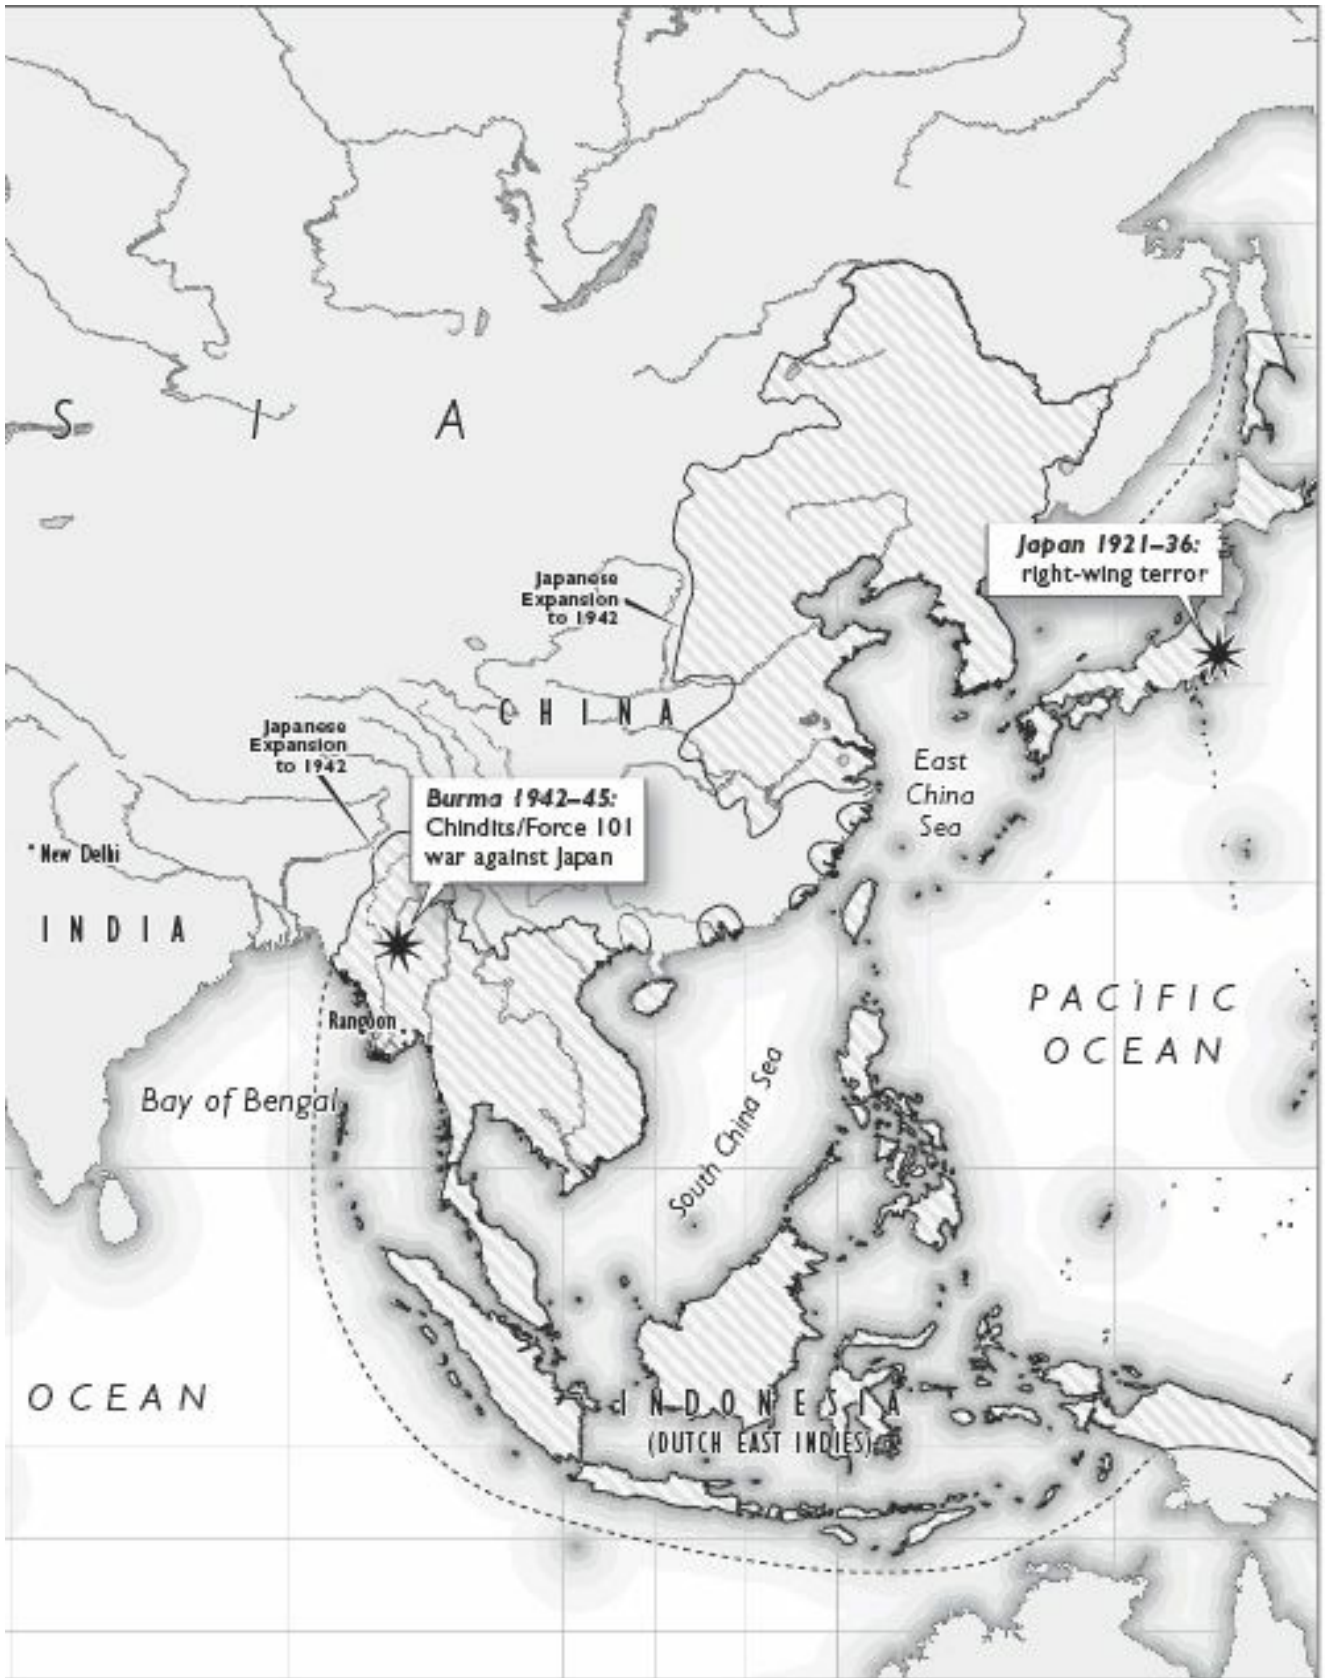 S I A
Japan 1921–36:
right-wing terror
Japanese
Expansion
to 1942
CHINA
Japanese
Expansion
to 1942
East
China
Sea
Burma 1942–45:
Chindits/Force 101
war against Japan
New Delhi
INDIA
PACIFIC
OCEAN
Rangoon
Bay of Bengal
South China Sea
OCEAN
INDONESIA
(DUTCH EAST INDIES)